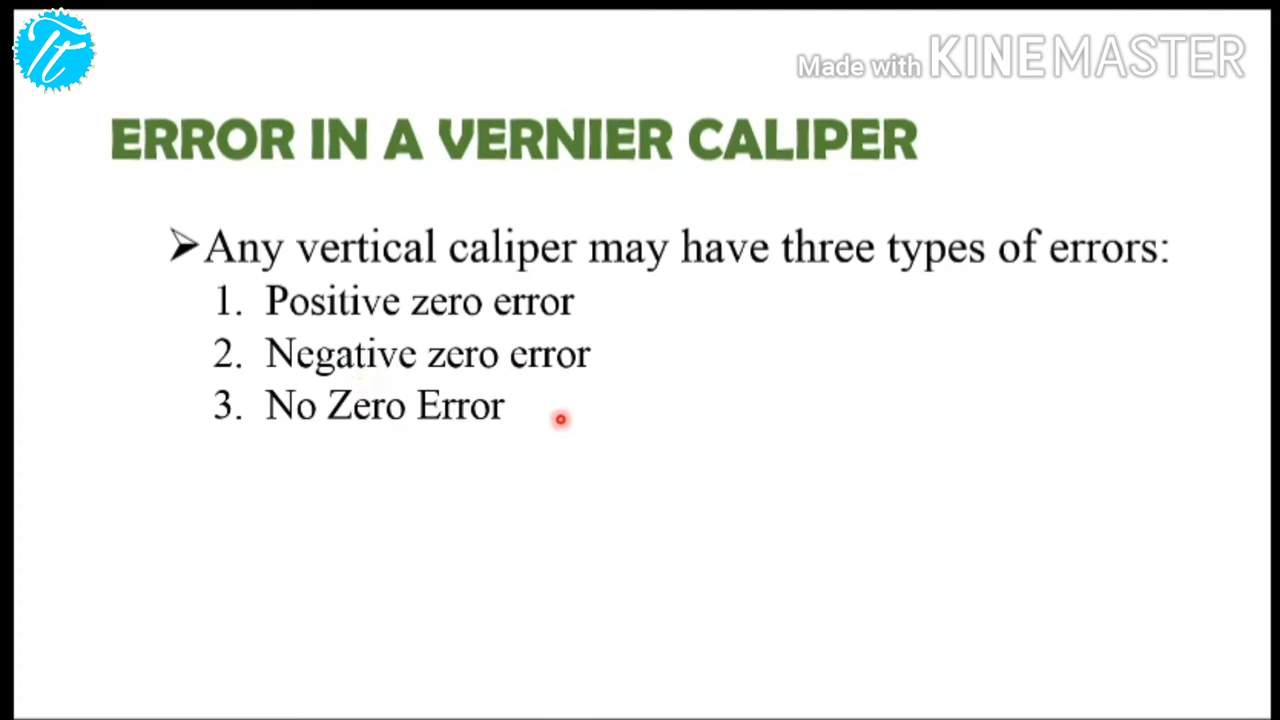 Tt
Made with KINEMASTER
ERROR IN A VERNIER CALIPER
➤Any vertical caliper may have three types of errors:
1. Positive zero error
2. Negative zero error
3. No Zero Error